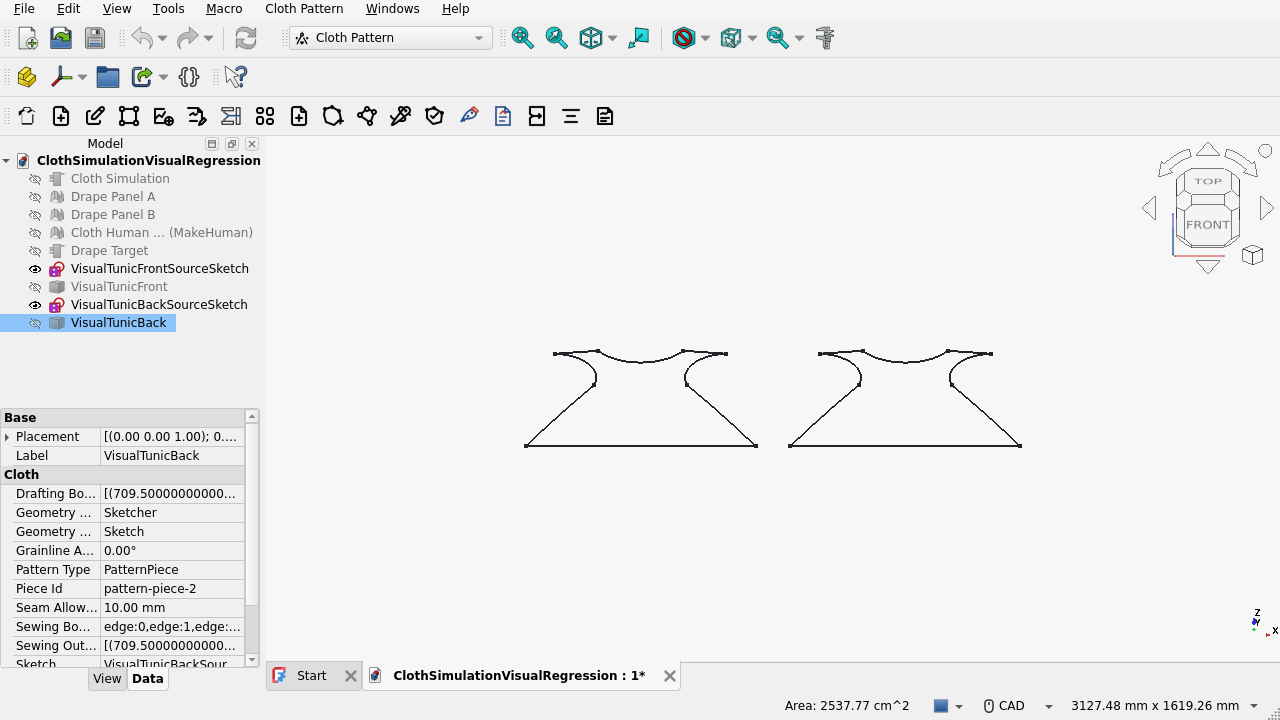 File Edit View Tools Macro Cloth Pattern Windows Help
Cloth Pattern
Model
ClothSimulationVisualRegression
Cloth Simulation
Drape Panel A
Drape Panel B
Cloth Human ... (MakeHuman)
Drape Target
VisualTunicFrontSourceSketch
VisualTunicFront
VisualTunicBackSourceSketch
VisualTunicBack
TOP
FRONT
Base
Placement [(0.00 0.00 1.00); 0....
Label VisualTunicBack
Cloth
Drafting Bo... [(709.50000000000...
Geometry ... Sketcher
Geometry ... Sketch
Grainline A... 0.00°
Pattern Type PatternPiece
Piece Id pattern-piece-2
Seam Allow... 10.00 mm
Sewing Bo... edge:0,edge:1,edge:...
Sewing Out... [(709.50000000000...
Sketch VisualTunicBackSour...
Z
Y
X
View Data
Start
ClothSimulationVisualRegression : 1*
Area: 2537.77 cm^2 CAD 3127.48 mm x 1619.26 mm